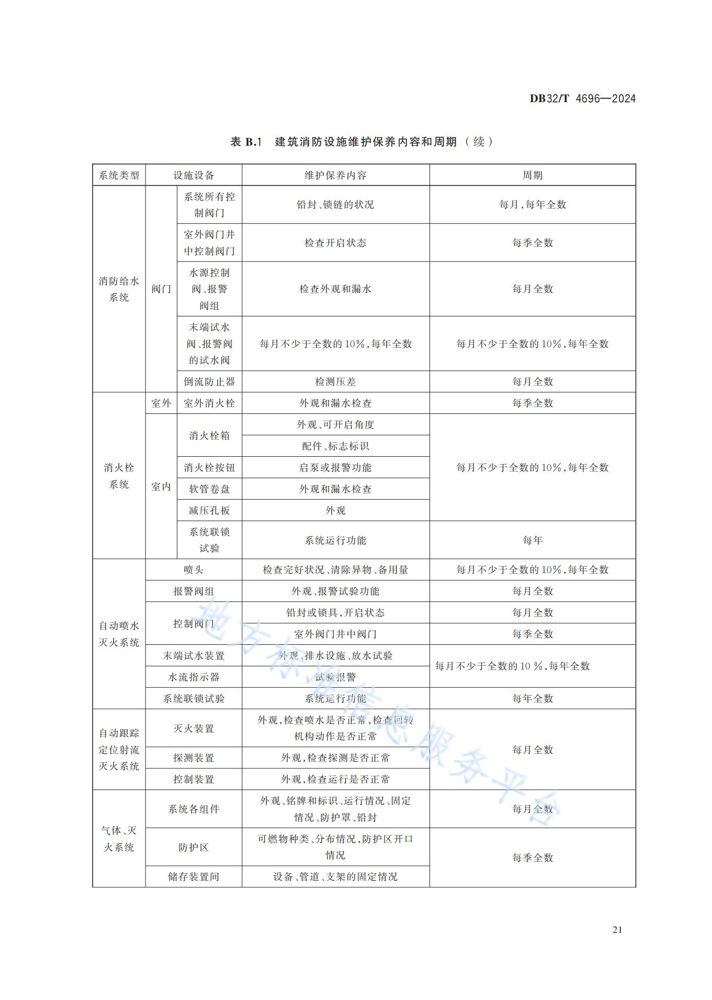 DB32/T 4696—2024
表 B.1 建筑消防设施维护保养内容和周期（续）
系统类型 设施设备 维护保养内容 周期
消防给水
系统
阀门
系统所有控
制阀门
铅封、锁链的状况
每月,每年全数
室外阀门井
中控制阀门
检查开启状态
每季全数
水源控制
阀、报警
阀组
检查外观和漏水
每月全数
末端试水
阀、报警阀
的试水阀
每月不少于全数的10%,每年全数
每月不少于全数的10%,每年全数
倒流防止器 检测压差 每月全数
消火栓
系统
室外 室外消火栓 外观和漏水检查 每季全数
室内
消火栓箱
外观、可开启角度
配件、标志标识
消火栓按钮 启泵或报警功能
软管卷盘 外观和漏水检查
减压孔板 外观
每月不少于全数的10%,每年全数
系统联锁
试验
系统运行功能
每年
自动喷水
灭火系统
喷头 检查完好状况、清除异物、备用量 每月不少于全数的10%,每年全数
报警阀组 外观、报警试验功能 每月全数
控制阀门
铅封或锁具,开启状态 每月全数
室外阀门井中阀门 每季全数
末端试水装置 外观、排水设施、放水试验
水流指示器 试验报警
每月不少于全数的10 %,每年全数
系统联锁试验 系统运行功能 每年全数
自动跟踪
定位射流
灭火系统
灭火装置
外观,检查喷水是否正常,检查回转
机构动作是否正常
探测装置 外观,检查探测是否正常
控制装置 外观,检查运行是否正常
每月全数
气体、灭
火系统
系统各组件
外观、铭牌和标识、运行情况、固定
情况、防护罩、铅封
每月全数
防护区
可燃物种类、分布情况,防护区开口
情况
储存装置间 设备、管道、支架的固定情况
每季全数
地方标准信息服务平台
21